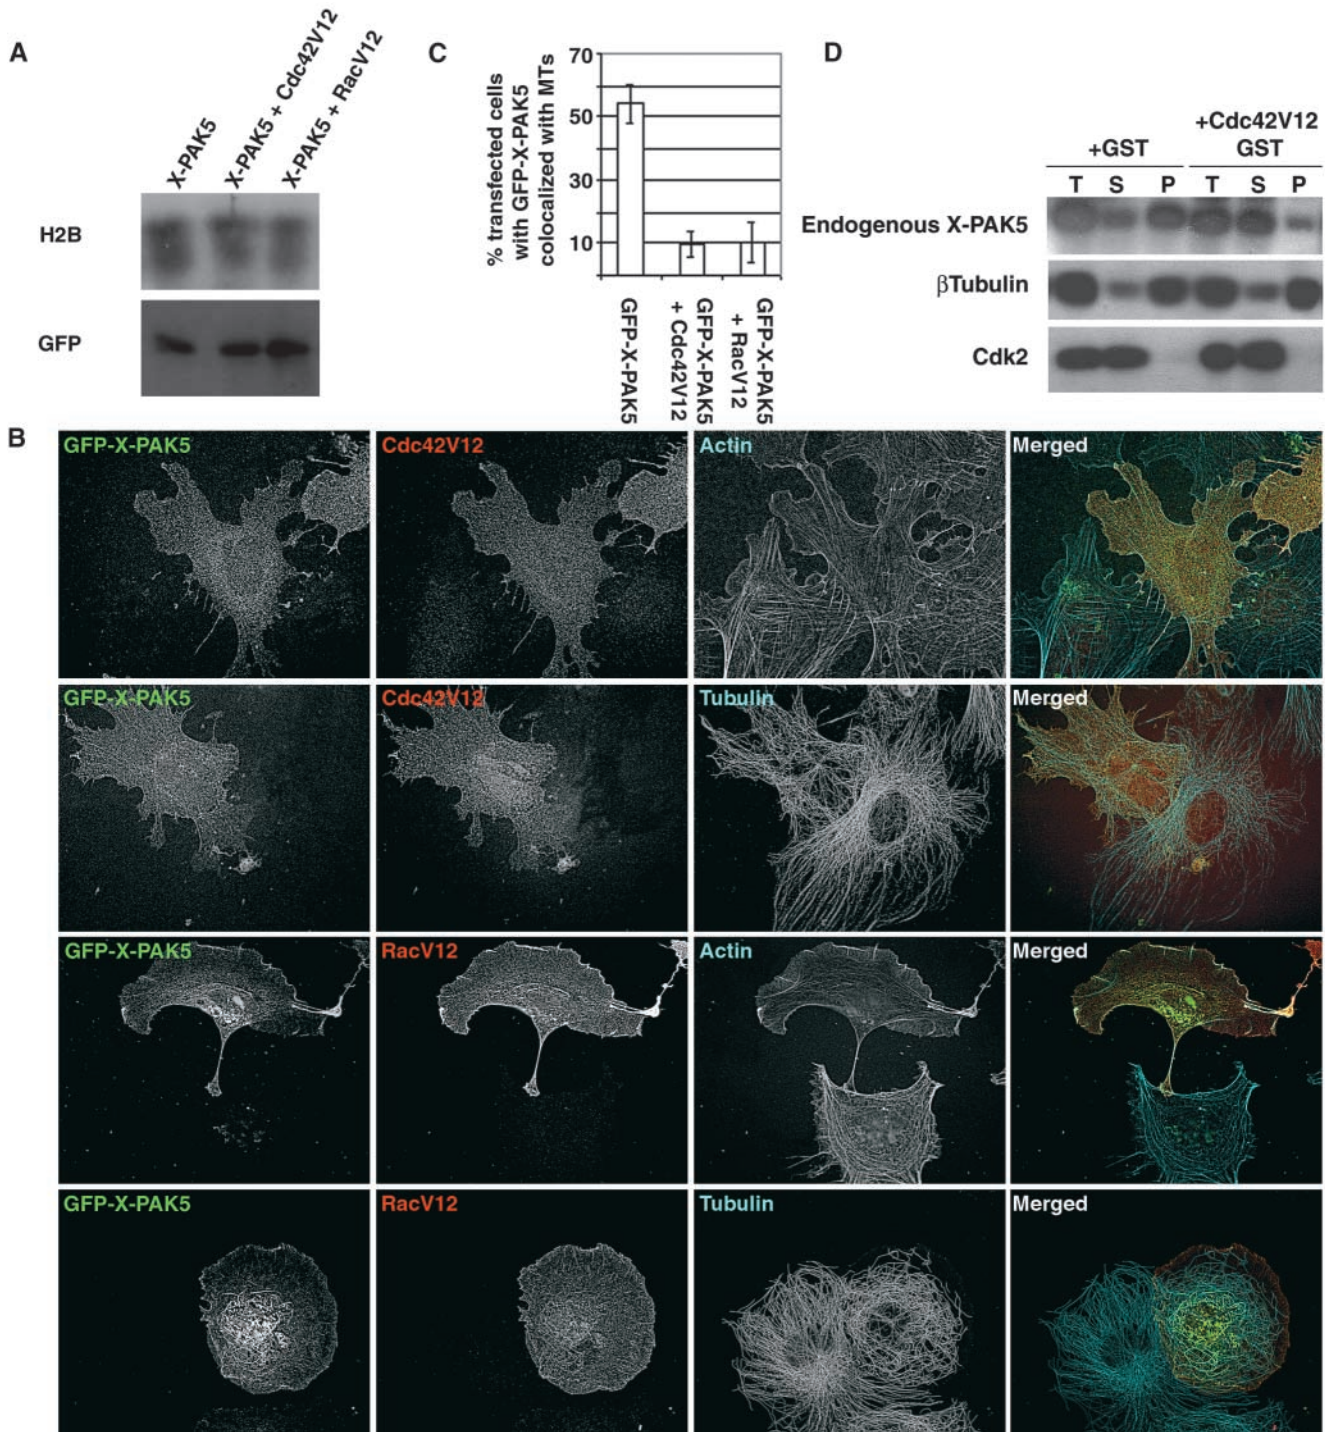 A
X-PAK5
X-PAK5 + Cdc42V12
X-PAK5 + RacV12
H2B
GFP
C
% transfected cells
with GFP-X-PAK5
colocalized with MTs
70
50
30
10
GFP-X-PAK5
GFP-X-PAK5
+ Cdc42V12
GFP-X-PAK5
+ RacV12
D
+GST
+Cdc42V12
GST
T S P T S P
Endogenous X-PAK5
βTubulin
Cdk2
B
GFP-X-PAK5 Cdc42V12 Actin Merged
GFP-X-PAK5 Cdc42V12 Tubulin Merged
GFP-X-PAK5 RacV12 Actin Merged
GFP-X-PAK5 RacV12 Tubulin Merged